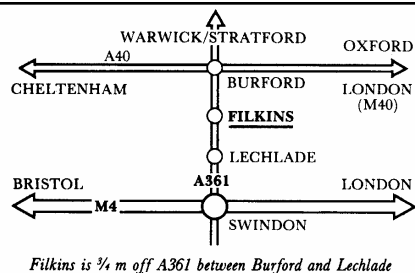 WARWICK/STRATFORD
A40
OXFORD
CHELTENHAM
BURFORD
LONDON
(M40)
FILKINS
LECHLADE
A361
BRISTOL
LONDON
M4
SWINDON
Filkins is ¾ m off A361 between Burford and Lechlade